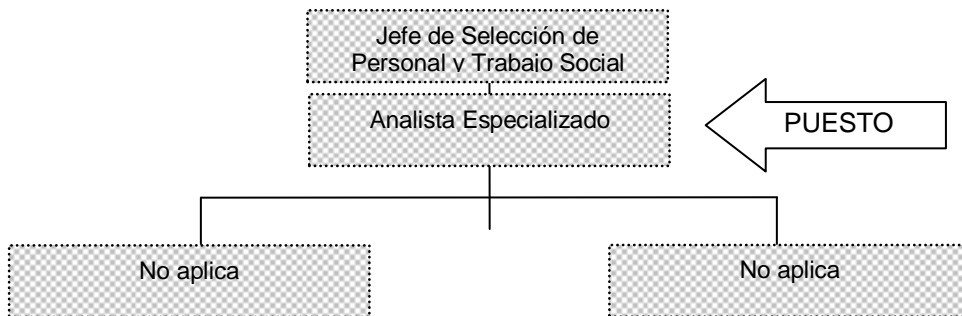 Jefe de Selección de
Personal y Trabajo Social
Analista Especializado
PUESTO
No aplica
No aplica